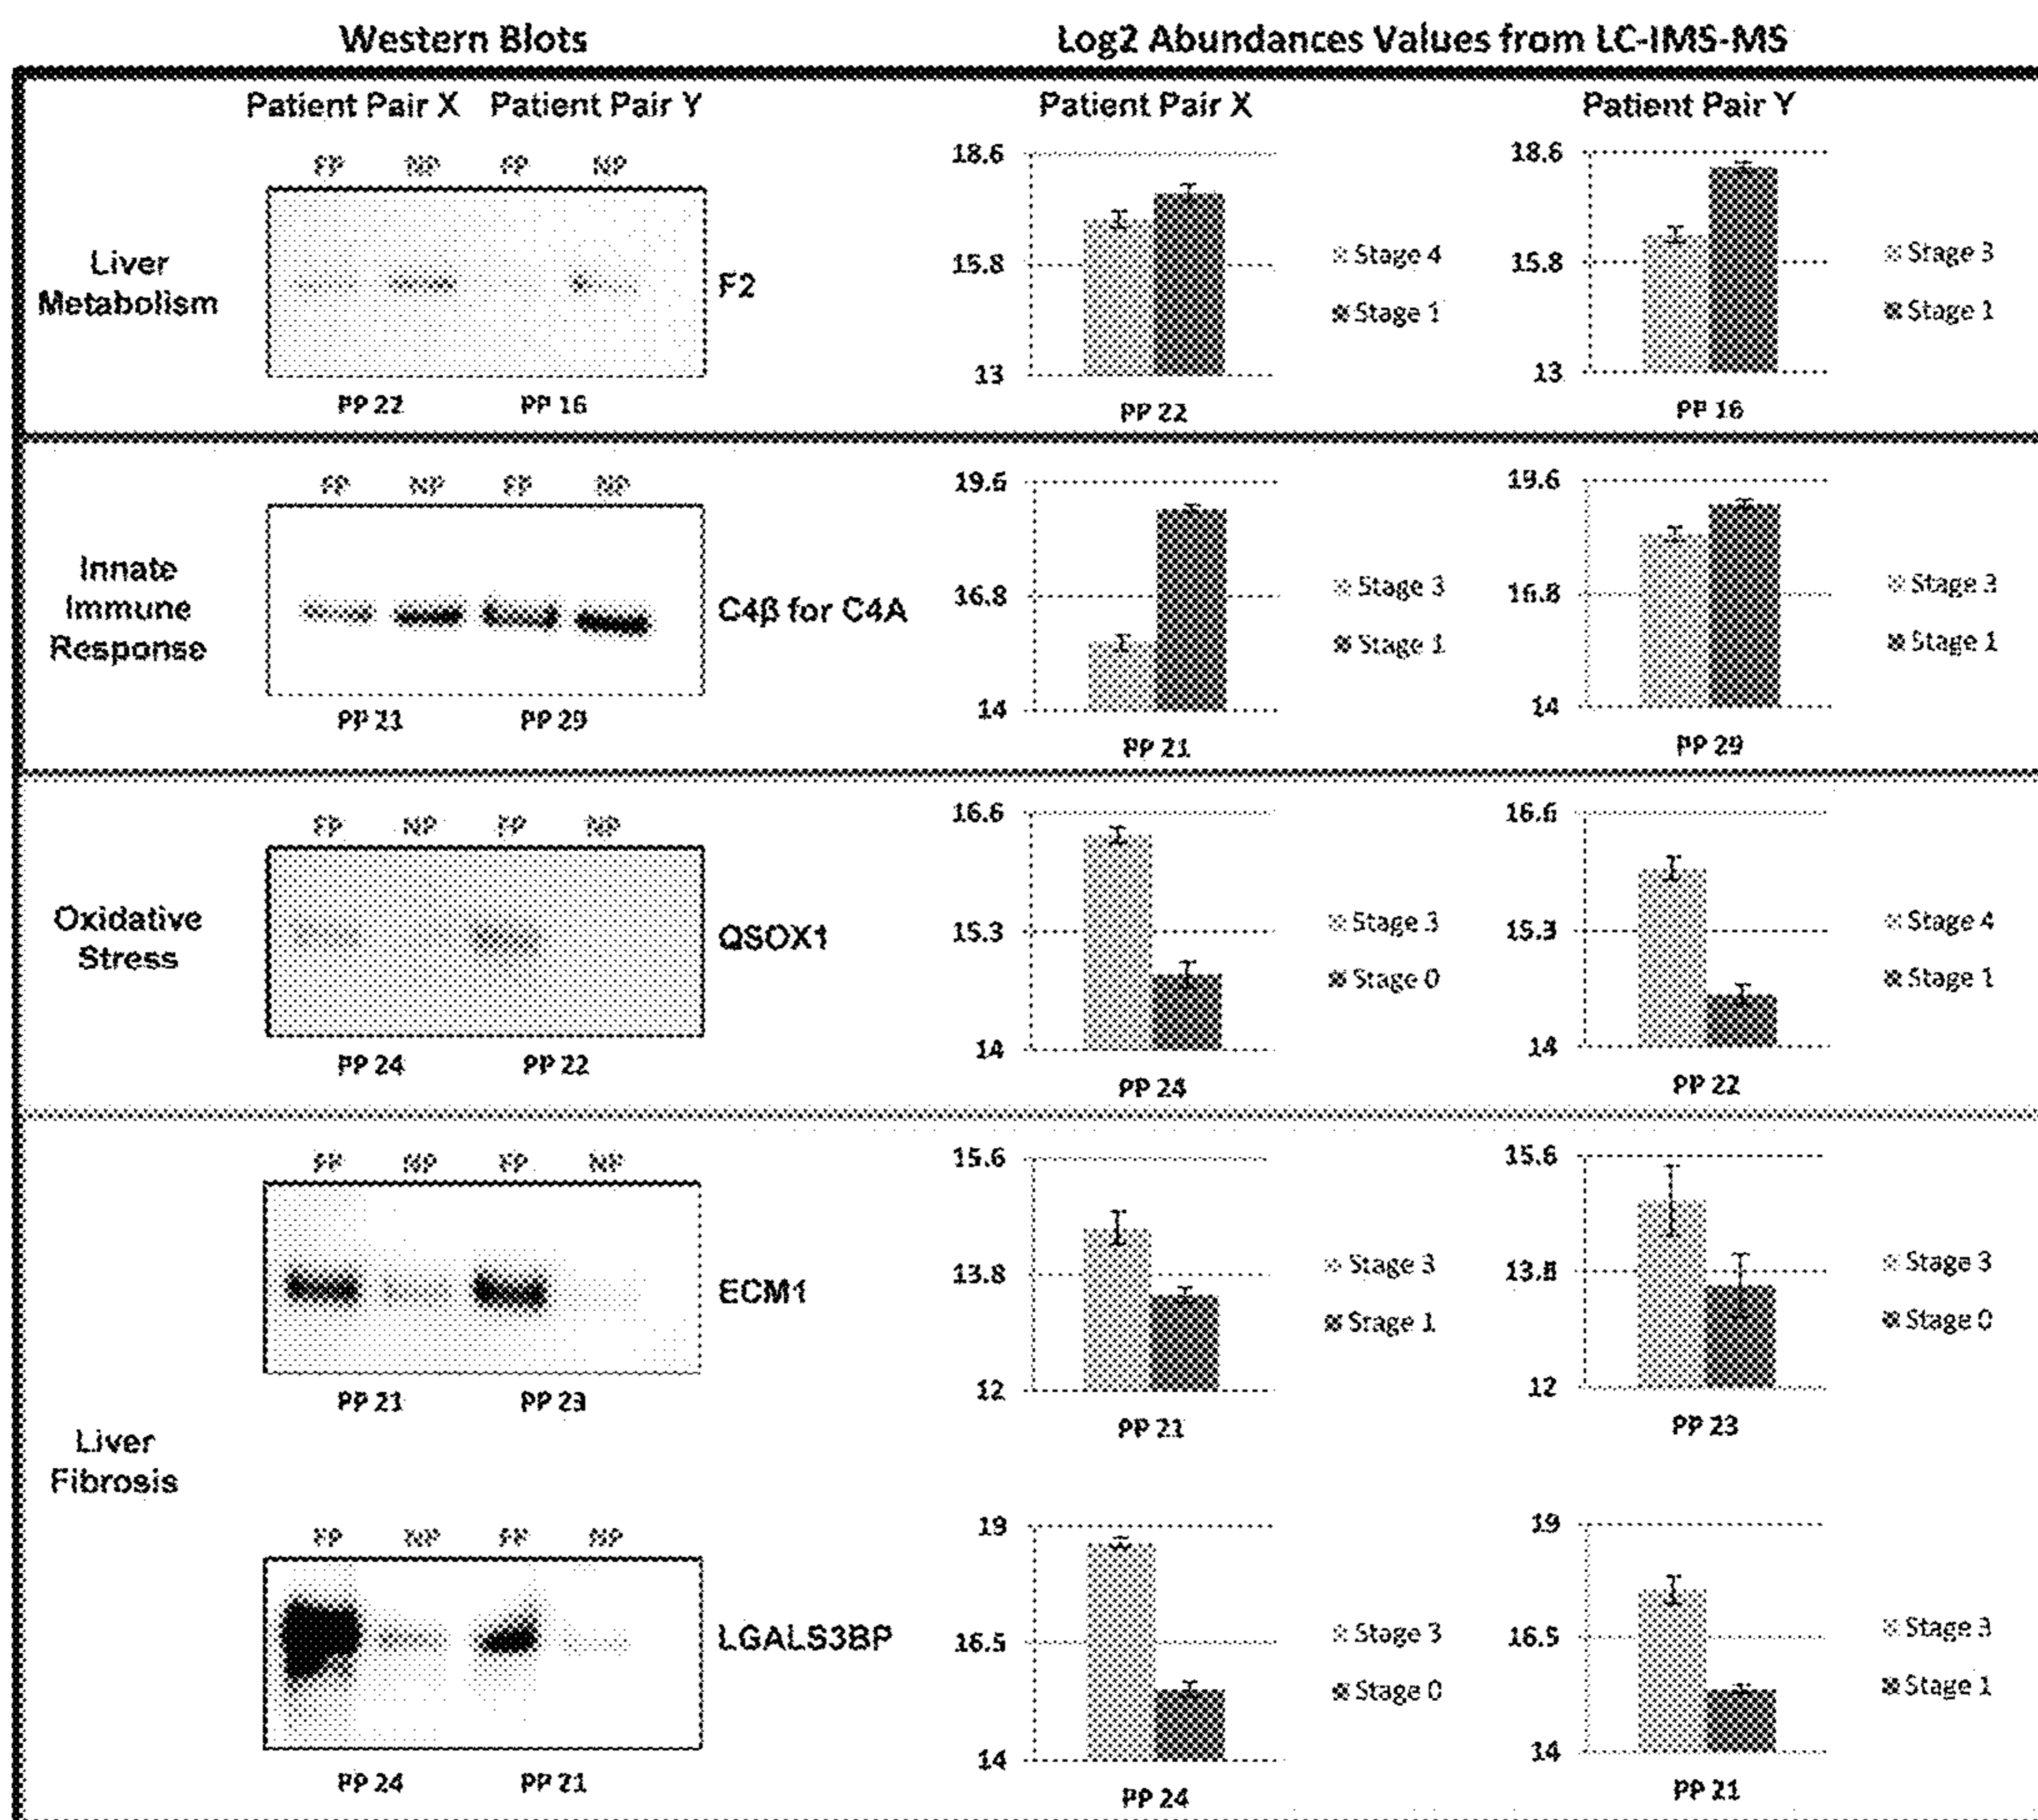 Western Blots
Log2 Abundances Values from LC-IMS-MS
Patient Pair X Patient Pair Y
Patient Pair X
Patient Pair Y
Liver
Metabolism
FP NP FP NP
F2
PP 22 PP 16
18.6
15.8
13
PP 22
Stage 4
Stage 1
18.6
15.8
13
PP 16
Stage 3
Stage 1
Innate
Immune
Response
FP NP FP NP
C4β for C4A
PP 21 PP 29
19.6
16.8
14
PP 21
Stage 3
Stage 1
19.6
16.8
14
PP 29
Stage 3
Stage 1
Oxidative
Stress
FP NP FP NP
QSOX1
PP 24 PP 22
16.6
15.3
14
PP 24
Stage 3
Stage 0
16.6
15.3
14
PP 22
Stage 4
Stage 1
Liver
Fibrosis
FP NP FP NP
ECM1
PP 21 PP 23
15.6
13.8
12
PP 21
Stage 3
Stage 1
15.6
13.8
12
PP 23
Stage 3
Stage 0
FP NP FP NP
LGALS3BP
PP 24 PP 21
19
16.5
14
PP 24
Stage 3
Stage 0
19
16.5
14
PP 21
Stage 3
Stage 1